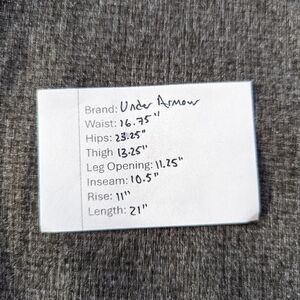 Brand: Under Armour
Waist: 16.75"
Hips: 23.25"
Thigh 13.25"
Leg Opening: 11.25"
Inseam: 10.5"
Rise: 11"
Length: 21"